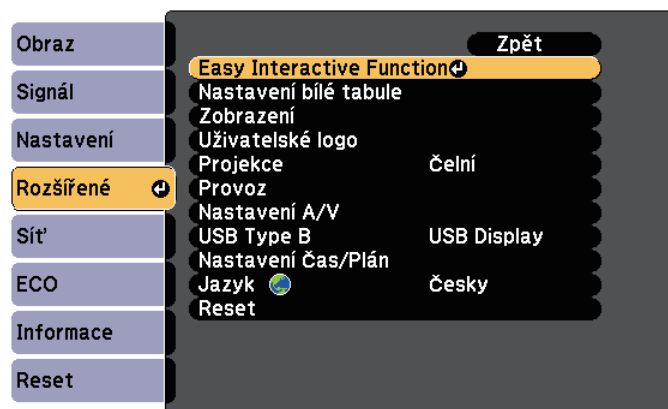 Obraz
Signál
Nastavení
Rozšířené
Síť
ECO
Informace
Reset
Zpět
Easy Interactive Function
Nastavení bílé tabule
Zobrazení
Uživatelské logo
Projekce Čelní
Provoz
Nastavení A/V
USB Type B USB Display
Nastavení Čas/Plán
Jazyk Česky
Reset